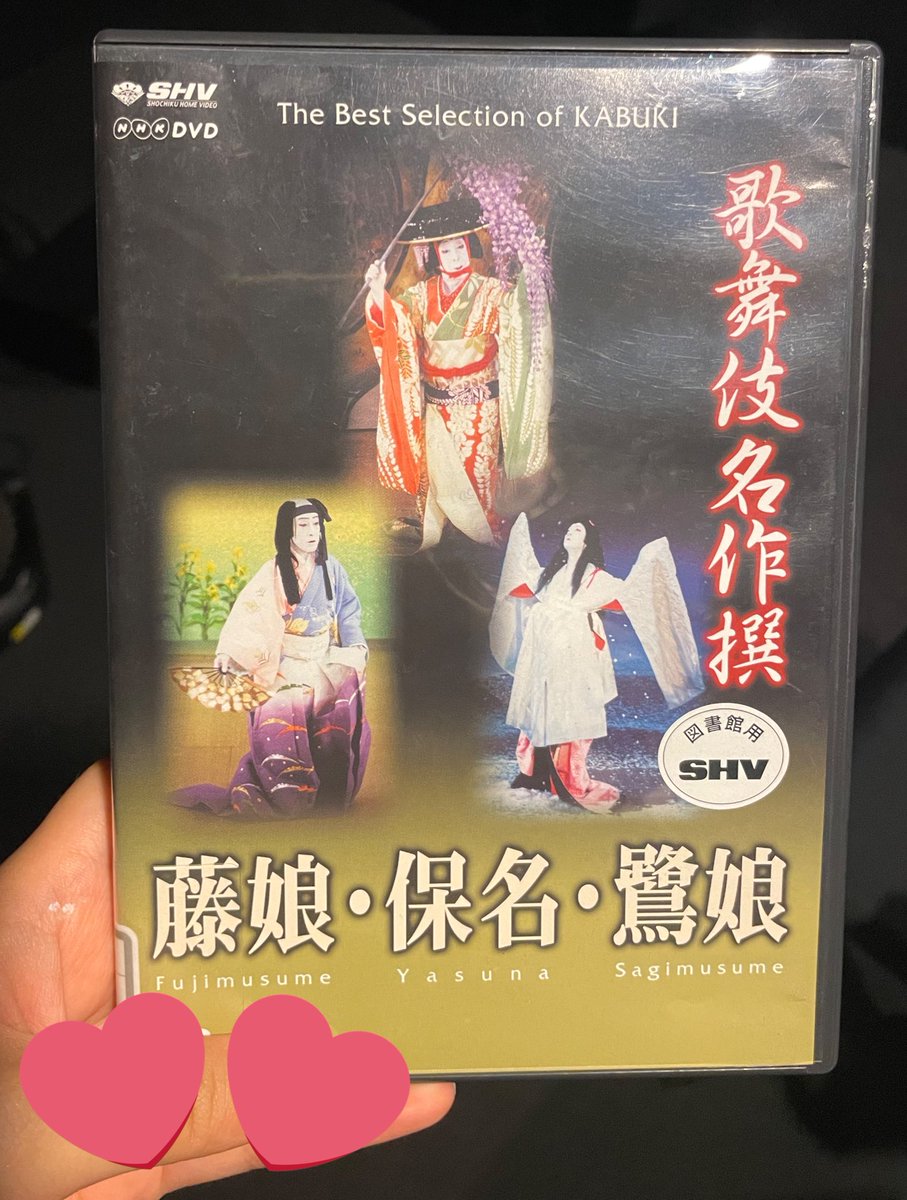 SHV
SHOCHIKU HOME VIDEO
NHK DVD
The Best Selection of KABUKI
歌舞伎名作撰
図書館用
SHV
藤娘・保名・鷺娘
Fujimusume Yasuna Sagimusume